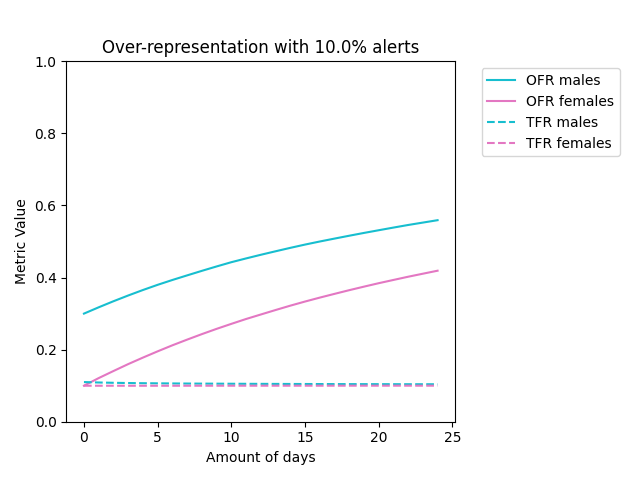 Over-representation with 10.0% alerts
1.0
0.8
0.6
0.4
0.2
0.0
Metric Value
0 5 10 15 20 25
Amount of days
OFR males
OFR females
TFR males
TFR females